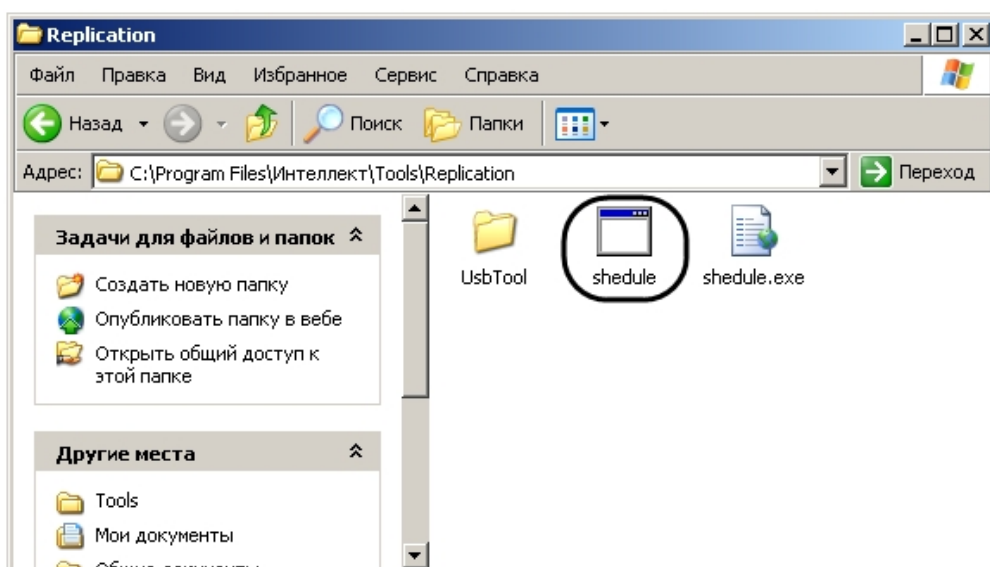 Replication
Файл Правка Вид Избранное Сервис Справка
Назад Поиск Папки
Адрес: C:\Program Files\Интеллект\Tools\Replication Переход
Задачи для файлов и папок
Создать новую папку
Опубликовать папку в вебе
Открыть общий доступ к
этой папке
Другие места
Tools
Мои документы
Общие документы
UsbTool shedule shedule.exe